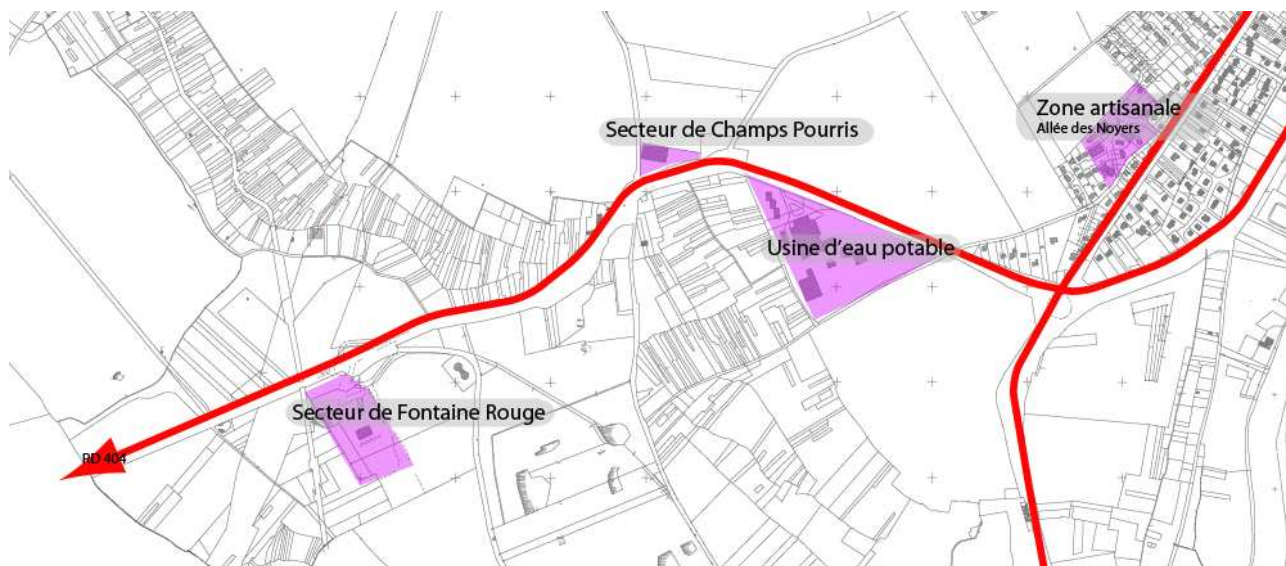 Zone artisanale
Allée des Noyers
Secteur de Champs Pourris
Usine d'eau potable
Secteur de Fontaine Rouge
RD 404